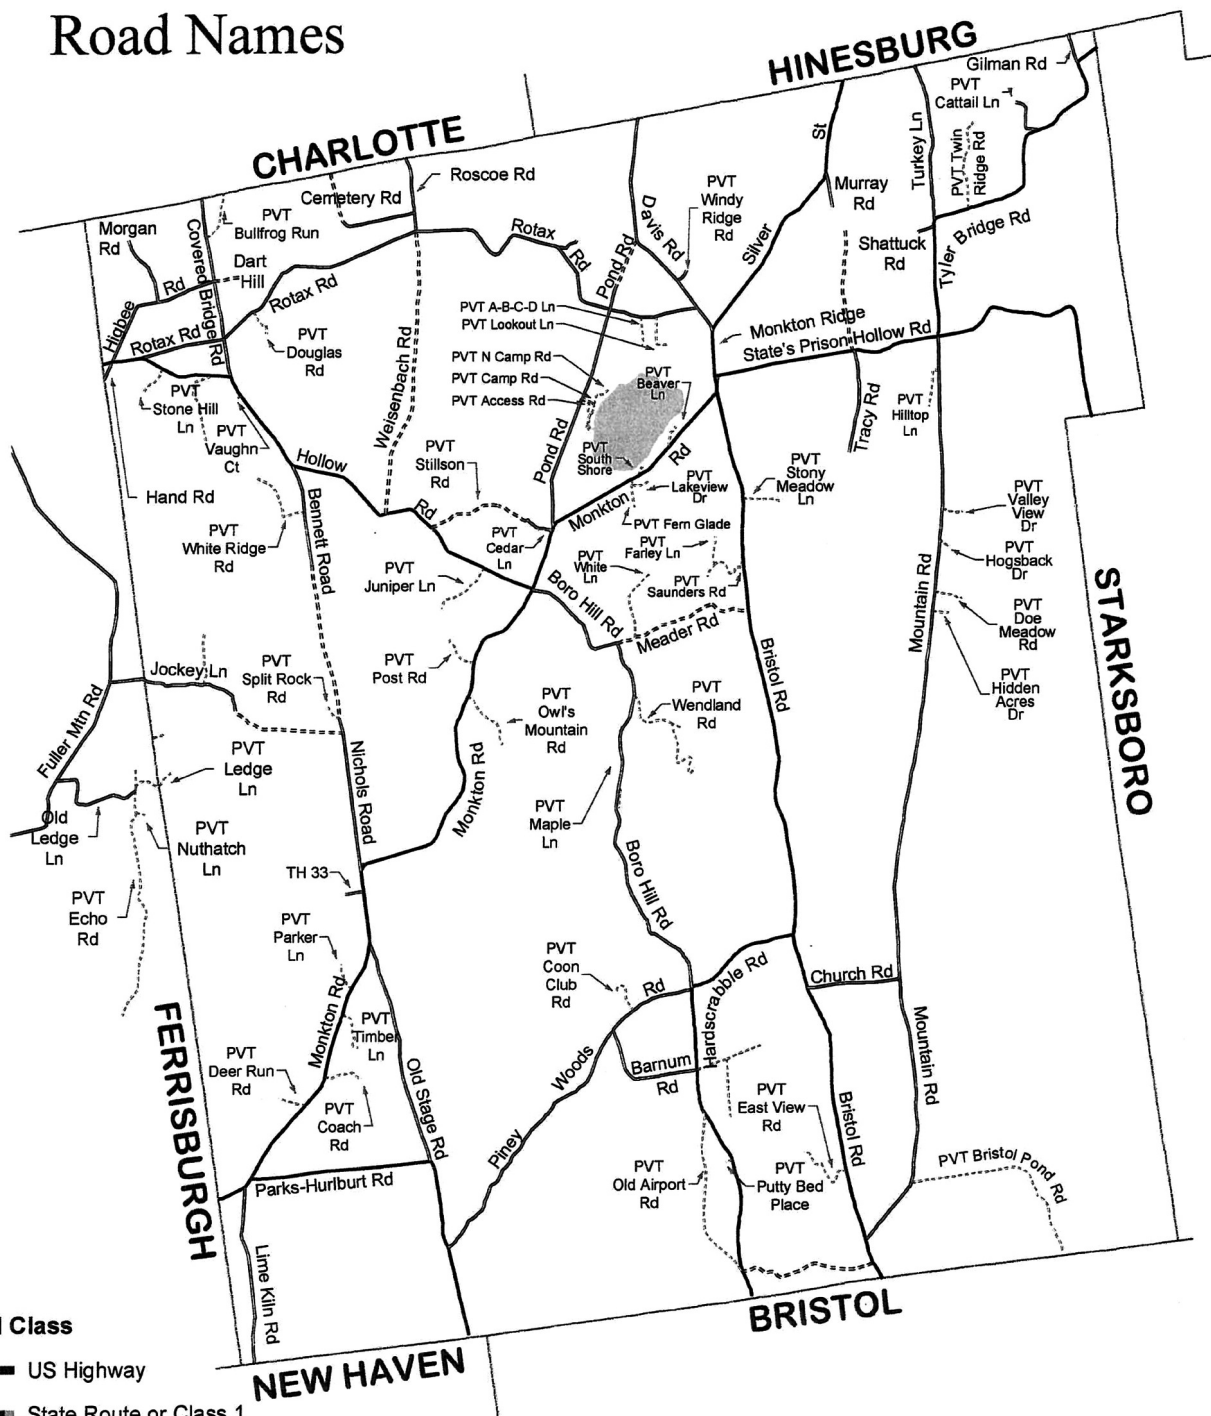 Road Names
HINESBURG
CHARLOTTE
Gilman Rd
PVT
Cattail Ln
St
Turkey Ln
PVT Twin
Ridge Rd
Roscoe Rd
Cemetery Rd
PVT
Windy
Ridge
Rd
Murray
Rd
PVT
Bullfrog Run
Morgan
Rd
Covered Bridge Rd
Davis Rd
Silver
Rotax
Rd
Pond Rd
Shattuck
Rd
Tyler Bridge Rd
Dart
Hill
Rd
Higbee
Rotax Rd
Rotax Rd
PVT A-B-C-D Ln
PVT Lookout Ln
Monkton Ridge
State's Prison Hollow Rd
PVT
Douglas
Rd
Weisenbach Rd
PVT N Camp Rd
PVT Camp Rd
PVT Access Rd
PVT
Beaver
Ln
PVT
Stone Hill
Ln
PVT
Vaughn
Ct
Tracy Rd
PVT
Hilltop
Ln
Pond Rd
PVT
South
Shore
Rd
Hollow
Rd
PVT
Stillson
Rd
PVT
Stony
Meadow
Ln
Hand Rd
Bennett Road
PVT
Lakeview
Dr
Monkton
PVT Fern Glade
PVT
Valley
View
Dr
PVT
White Ridge
Rd
PVT
Cedar
Ln
PVT
Farley Ln
PVT
Hogsback
Dr
PVT
Juniper Ln
PVT
White
Ln
PVT
Saunders Rd
Boro Hill Rd
Meader Rd
Mountain Rd
PVT
Doe
Meadow
Rd
STARKSBORO
Jockey Ln
PVT
Split Rock
Rd
PVT
Post Rd
Bristol Rd
PVT
Hidden
Acres
Dr
PVT
Owl's
Mountain
Rd
PVT
Wendland
Rd
Fuller Mtn Rd
PVT
Ledge
Ln
Nichols Road
Monkton Rd
Old
Ledge
Ln
PVT
Nuthatch
Ln
PVT
Maple
Ln
TH 33
Boro Hill Rd
PVT
Echo
Rd
PVT
Parker
Ln
PVT
Coon
Club
Rd
Rd
Hardscrabble Rd
Church Rd
FERRISBURGH
Monkton Rd
PVT
Timber
Ln
Mountain Rd
PVT
Deer Run
Rd
Old Stage Rd
Woods
Barnum
Rd
PVT
Coach
Rd
PVT
East View
Rd
Bristol Rd
Piney
Parks-Hurlburt Rd
PVT
Old Airport
Rd
PVT
Putty Bed
Place
PVT Bristol Pond Rd
Lime Kiln Rd
BRISTOL
NEW HAVEN
Class
US Highway
State Route or Class 1